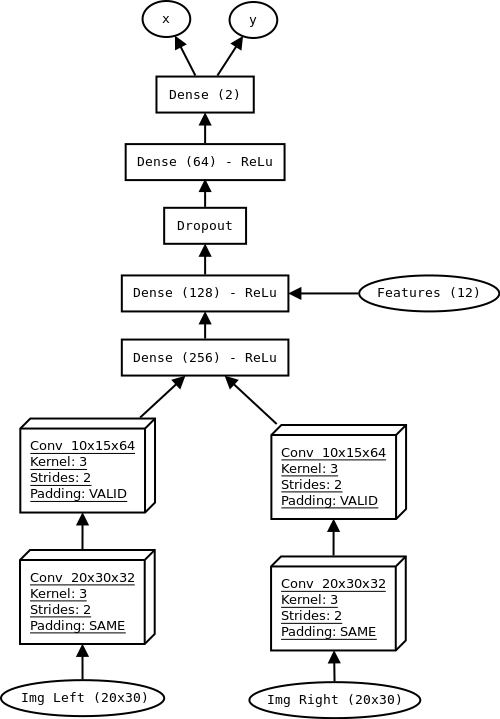 x
y
Dense (2)
Dense (64) - ReLu
Dropout
Dense (128) - ReLu
Features (12)
Dense (256) - ReLu
Conv 10x15x64
Kernel: 3
Strides: 2
Padding: VALID
Conv 10x15x64
Kernel: 3
Strides: 2
Padding: VALID
Conv 20x30x32
Kernel: 3
Strides: 2
Padding: SAME
Conv 20x30x32
Kernel: 3
Strides: 2
Padding: SAME
Img Left (20x30)
Img Right (20x30)